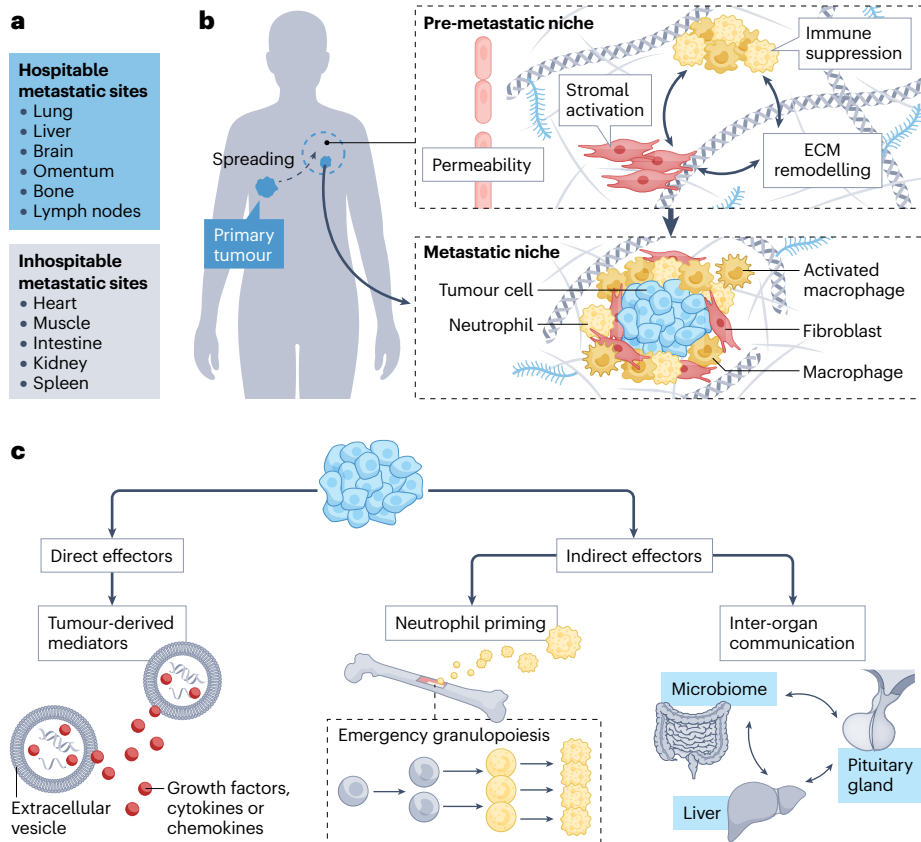 a
Hospitable
metastatic sites
• Lung
• Liver
• Brain
• Omentum
• Bone
• Lymph nodes
Inhospitable
metastatic sites
• Heart
• Muscle
• Intestine
• Kidney
• Spleen
b
Spreading
Primary
tumour
Pre-metastatic niche
Immune
suppression
Stromal
activation
Permeability
ECM
remodelling
Metastatic niche
Tumour cell
Neutrophil
Activated
macrophage
Fibroblast
Macrophage
c
Direct effectors
Indirect effectors
Tumour-derived
mediators
Neutrophil priming
Inter-organ
communication
Extracellular
vesicle
Growth factors,
cytokines or
chemokines
Emergency granulopoiesis
Microbiome
Pituitary
gland
Liver